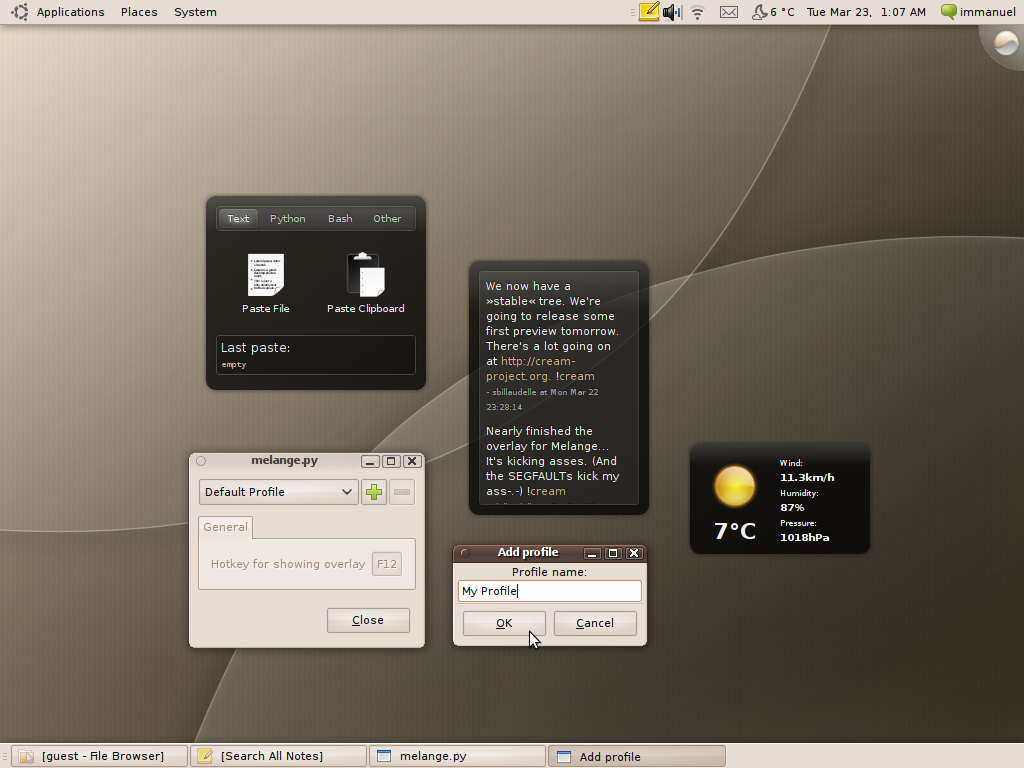 Applications Places System
6 °C Tue Mar 23, 1:07 AM immanuel
Text Python Bash Other
Paste File Paste Clipboard
Last paste:
empty
We now have a
»stable« tree. We're
going to release some
first preview tomorrow.
There's a lot going on
at http://cream-
project.org. !cream
- sbillaudelle at Mon Mar 22
23:28:14
Nearly finished the
overlay for Melange...
It's kicking asses. (And
the SEGFAULTs kick my
ass-.-) !cream
Wind:
11.3km/h
Humidity:
87%
Pressure:
1018hPa
7°C
melange.py
Default Profile
General
Hotkey for showing overlay F12
Close
Add profile
Profile name:
My Profile
OK Cancel
[guest - File Browser] [Search All Notes] melange.py Add profile